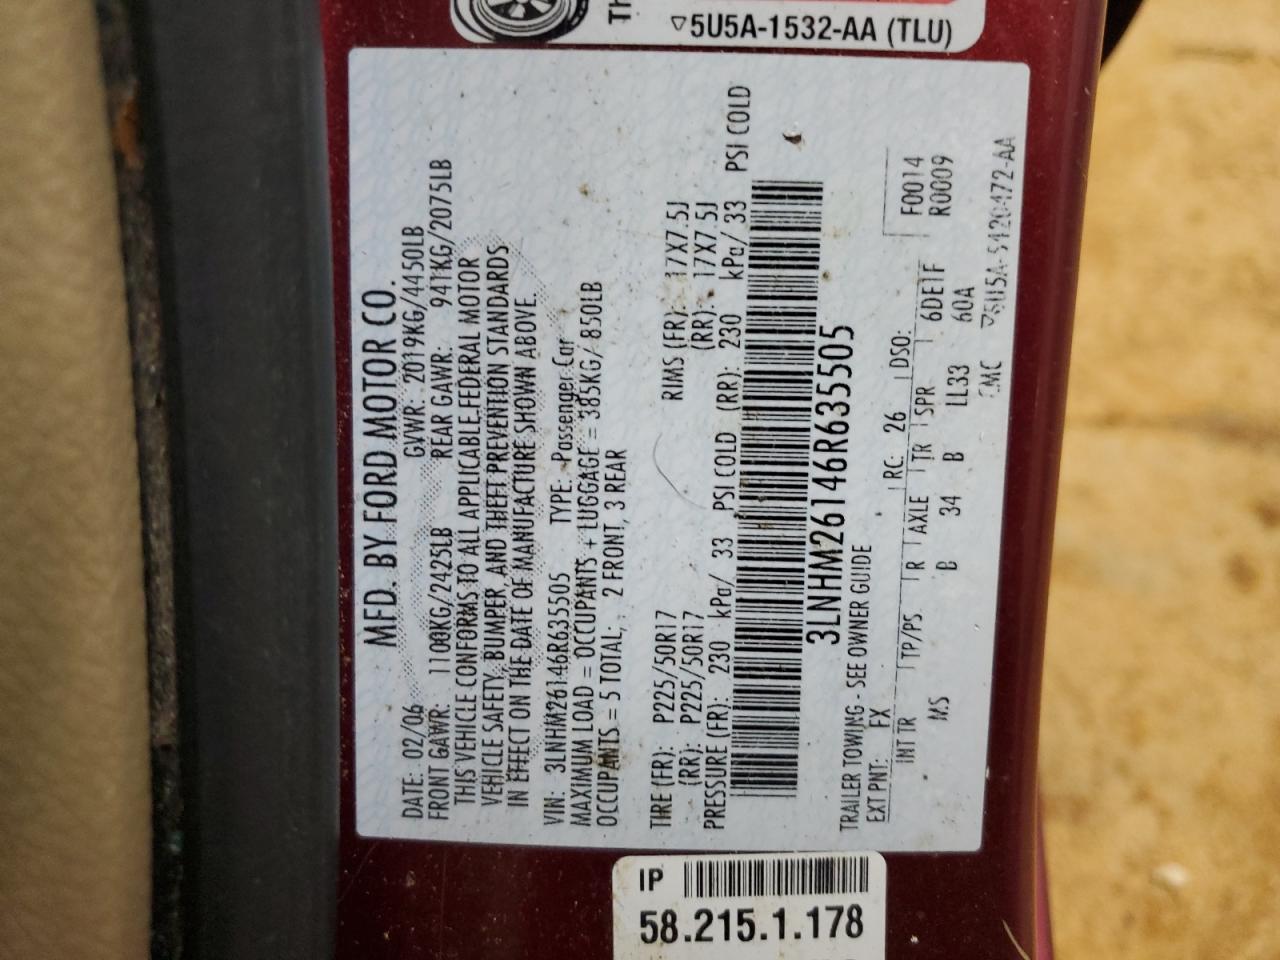 ▽5U5A-1532-AA (TLU)
MFD. BY FORD MOTOR CO.
DATE: 02/06 GVWR: 2019KG/4450LB
FRONT GAWR: 1100KG/2425LB REAR GAWR: 941KG/2075LB
THIS VEHICLE CONFORMS TO ALL APPLICABLE FEDERAL MOTOR
VEHICLE SAFETY, BUMPER, AND THEFT PREVENTION STANDARDS
IN EFFECT ON THE DATE OF MANUFACTURE SHOWN ABOVE.
VIN: 3LNHM26146R635505 TYPE: Passenger Car
MAXIMUM LOAD = OCCUPANTS + LUGGAGE = 385KG/ 850LB
OCCUPANTS = 5 TOTAL, 2 FRONT, 3 REAR
TIRE (FR): P225/50R17 RIMS (FR): 17X7.5J
(RR): P225/50R17 (RR): 17X7.5J
PRESSURE (FR): 230 kPa/ 33 PSI COLD (RR): 230 kPa/ 33 PSI COLD
3LNHM26146R635505
TRAILER TOWING - SEE OWNER GUIDE
EXT PNT: FX RC: 26 DSO:
INT TR TP/PS R AXLE TR SPR 6DE1F F0014
MS B 34 B LL33 60A R0009
▽5U5A-5420472-AA
IP
58.215.1.178